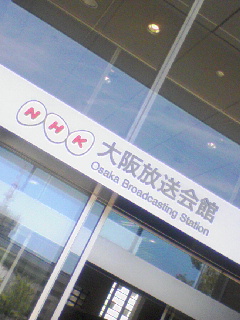 NHK 大阪放送会館
Osaka Broadcasting Station